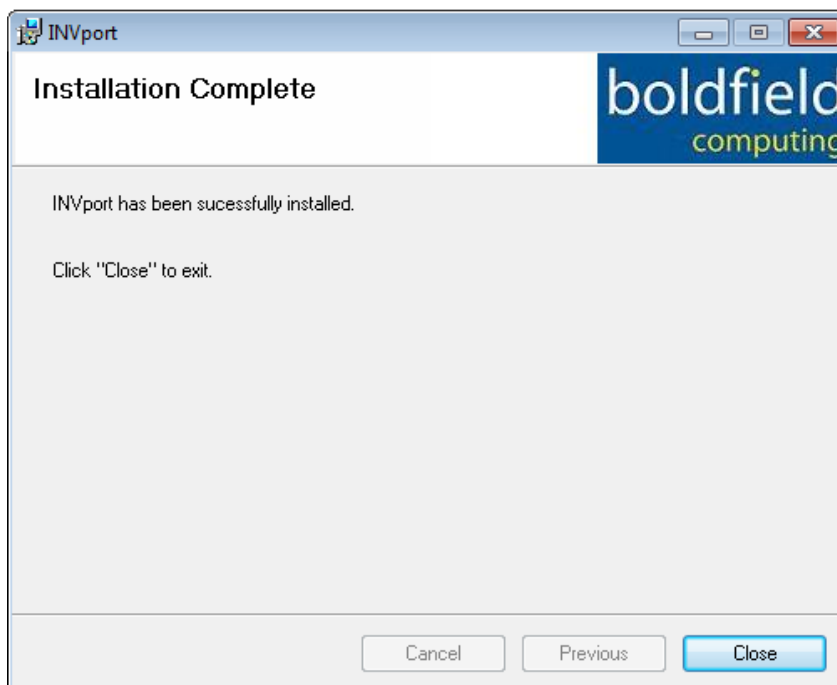 INVport
Installation Complete
boldfield
computing
INVport has been sucessfully installed.
Click "Close" to exit.
Cancel
Previous
Close